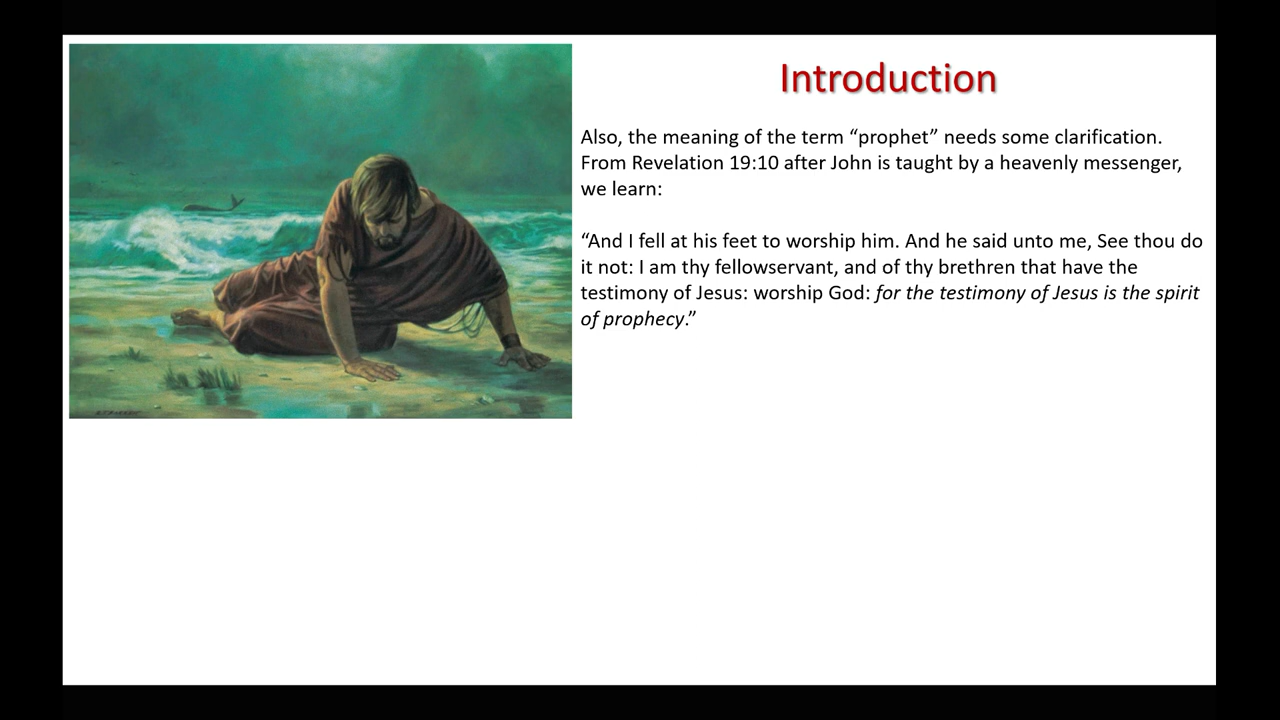 Introduction
Also, the meaning of the term “prophet” needs some clarification.
From Revelation 19:10 after John is taught by a heavenly messenger,
we learn:
“And I fell at his feet to worship him. And he said unto me, See thou do
it not: I am thy fellowservant, and of thy brethren that have the
testimony of Jesus: worship God: for the testimony of Jesus is the spirit
of prophecy.”